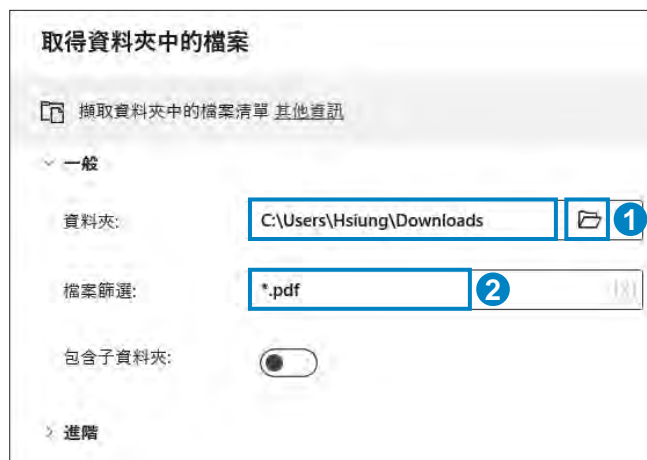 取得資料夾中的檔案
擷取資料夾中的檔案清單 其他資訊
一般
資料夾: C:\Users\Hsiung\Downloads 1
檔案篩選: *.pdf 2 {x}
包含子資料夾:
進階